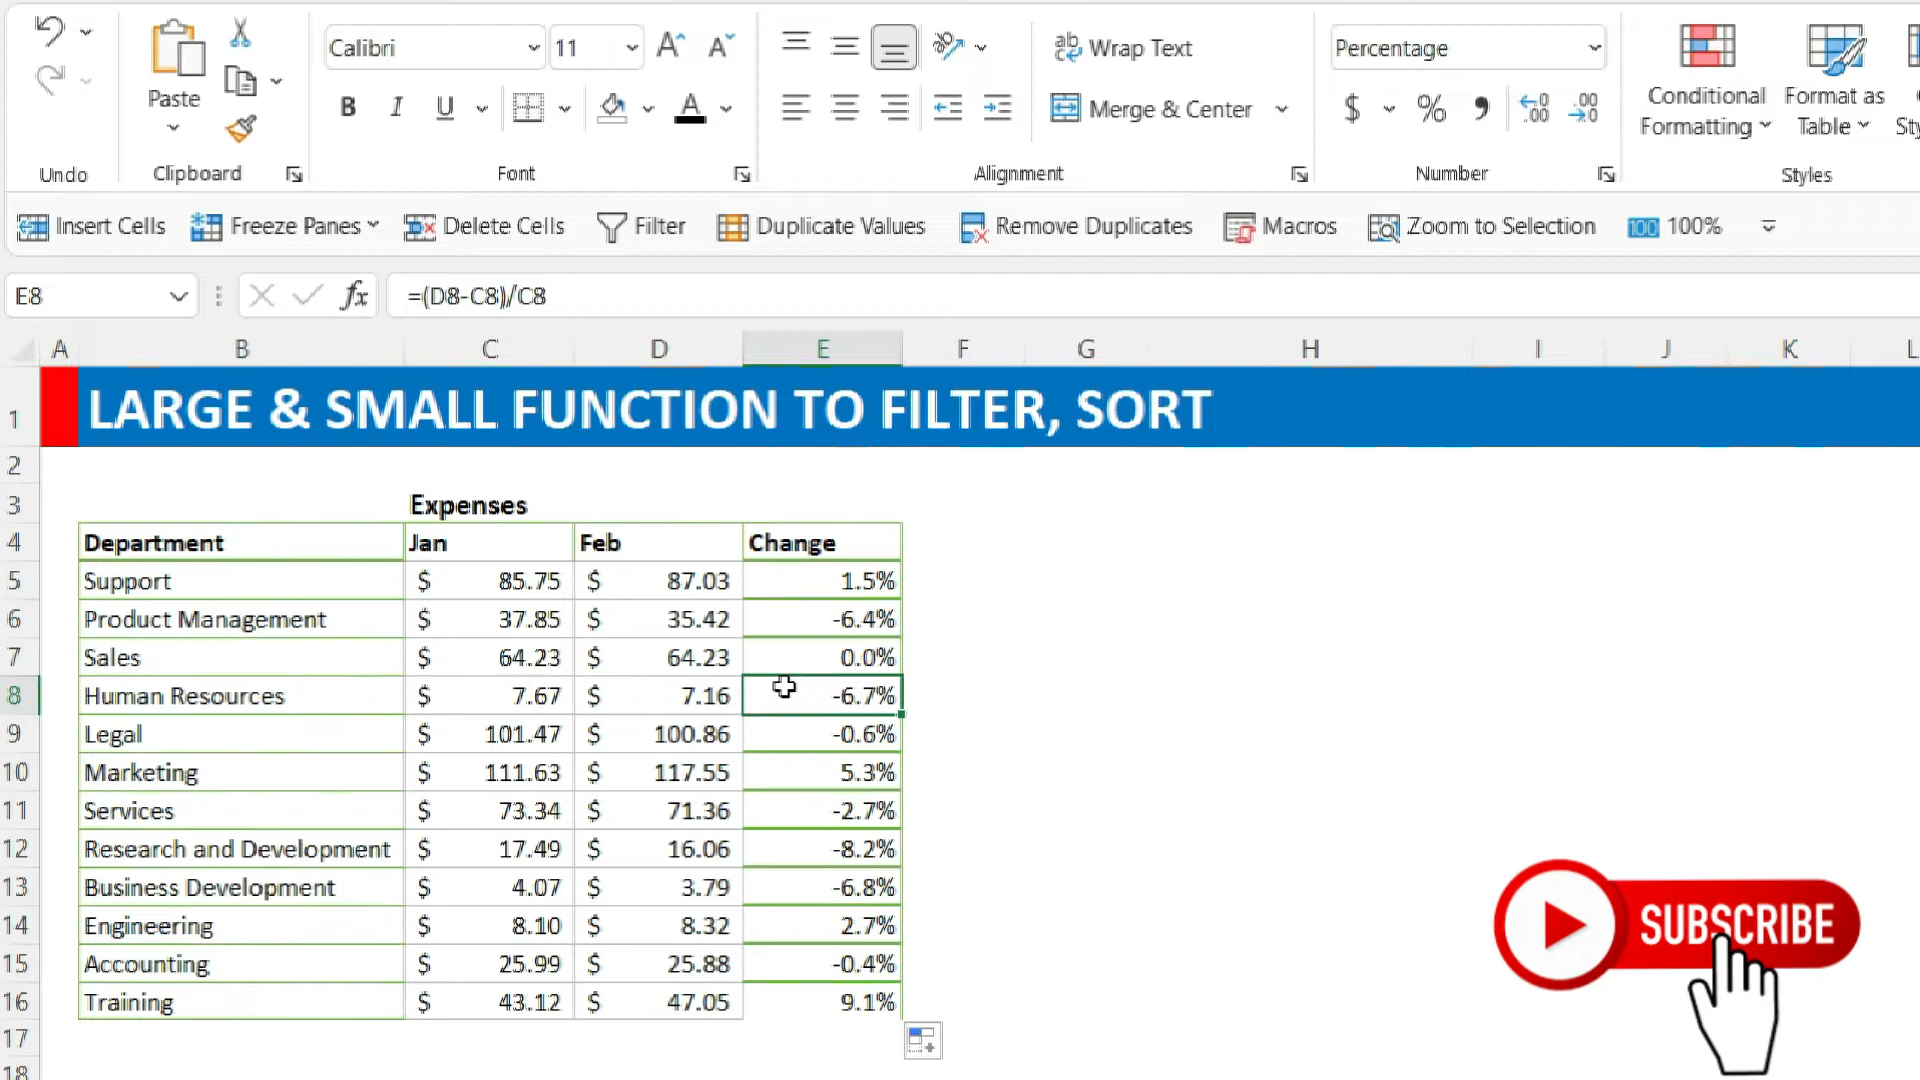 Calibri 11 Wrap Text Percentage
Paste B I U Merge & Center $ % Conditional Formatting Format as Table
Undo Clipboard Font Alignment Number Styles
Insert Cells Freeze Panes Delete Cells Filter Duplicate Values Remove Duplicates Macros Zoom to Selection 100 100%
E8 fx =(D8-C8)/C8
A B C D E F G H I J K L
1 LARGE & SMALL FUNCTION TO FILTER, SORT
2
3 Expenses
4 Department Jan Feb Change
5 Support $ 85.75 $ 87.03 1.5%
6 Product Management $ 37.85 $ 35.42 -6.4%
7 Sales $ 64.23 $ 64.23 0.0%
8 Human Resources $ 7.67 $ 7.16 -6.7%
9 Legal $ 101.47 $ 100.86 -0.6%
10 Marketing $ 111.63 $ 117.55 5.3%
11 Services $ 73.34 $ 71.36 -2.7%
12 Research and Development $ 17.49 $ 16.06 -8.2%
13 Business Development $ 4.07 $ 3.79 -6.8%
14 Engineering $ 8.10 $ 8.32 2.7%
15 Accounting $ 25.99 $ 25.88 -0.4%
16 Training $ 43.12 $ 47.05 9.1%
17
18
SUBSCRIBE